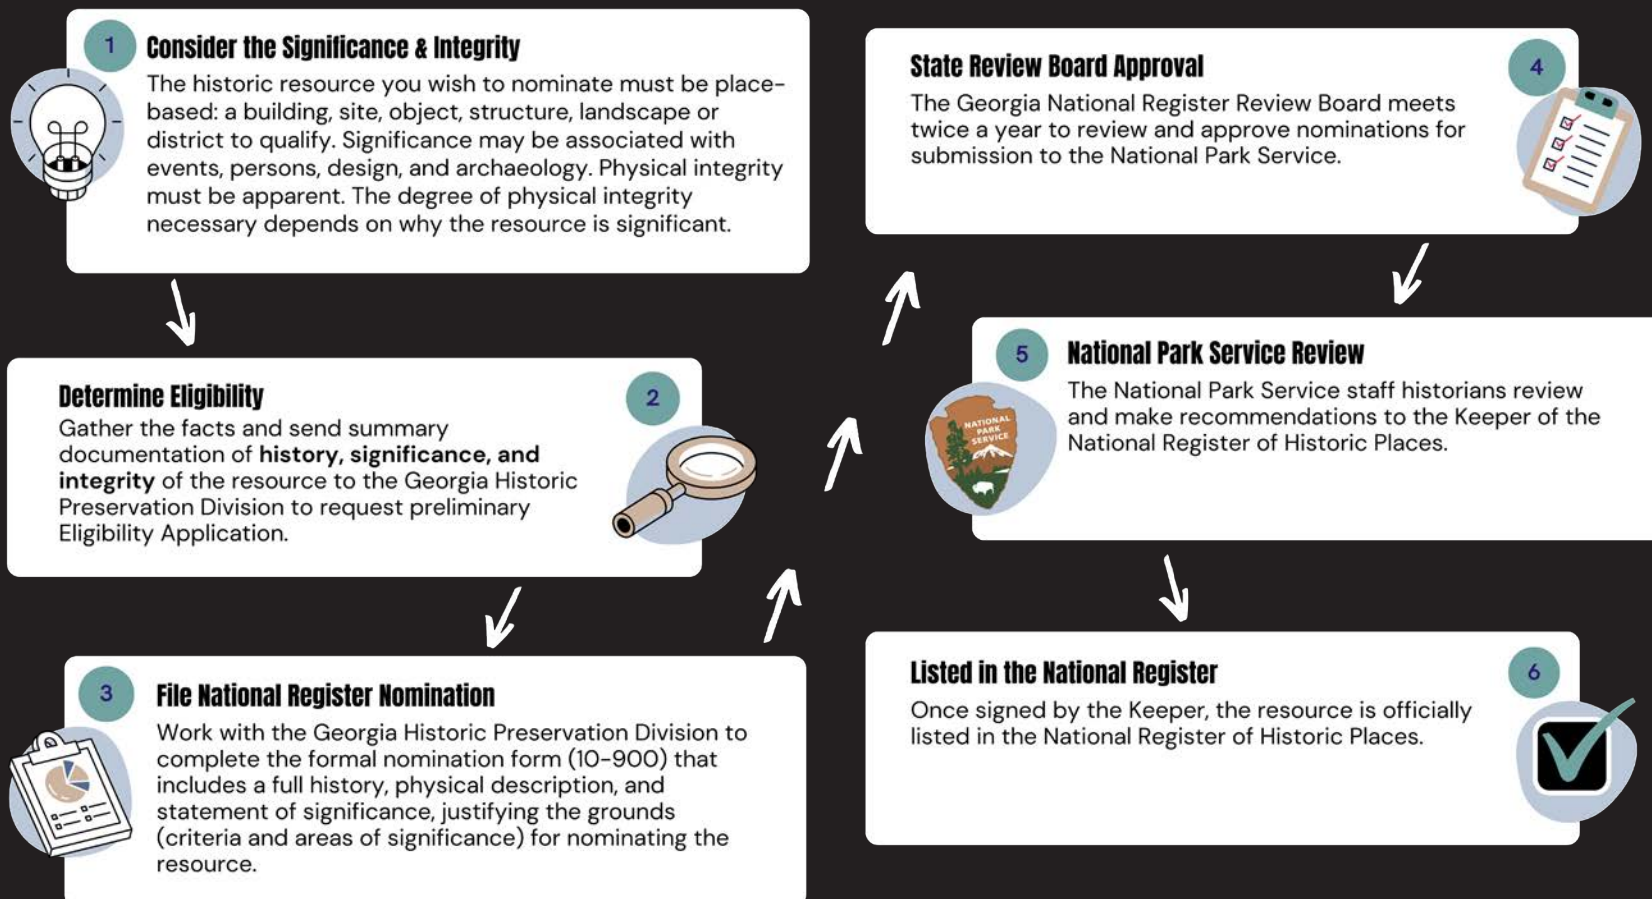 1
Consider the Significance & Integrity
The historic resource you wish to nominate must be place-
based: a building, site, object, structure, landscape or
district to qualify. Significance may be associated with
events, persons, design, and archaeology. Physical integrity
must be apparent. The degree of physical integrity
necessary depends on why the resource is significant.
Determine Eligibility
2
Gather the facts and send summary
documentation of history, significance, and
integrity of the resource to the Georgia Historic
Preservation Division to request preliminary
Eligibility Application.
3
File National Register Nomination
Work with the Georgia Historic Preservation Division to
complete the formal nomination form (10-900) that
includes a full history, physical description, and
statement of significance, justifying the grounds
(criteria and areas of significance) for nominating the
resource.
State Review Board Approval
4
The Georgia National Register Review Board meets
twice a year to review and approve nominations for
submission to the National Park Service.
5
National Park Service Review
The National Park Service staff historians review
and make recommendations to the Keeper of the
National Register of Historic Places.
NATIONAL
PARK
SERVICE
Listed in the National Register
6
Once signed by the Keeper, the resource is officially
listed in the National Register of Historic Places.